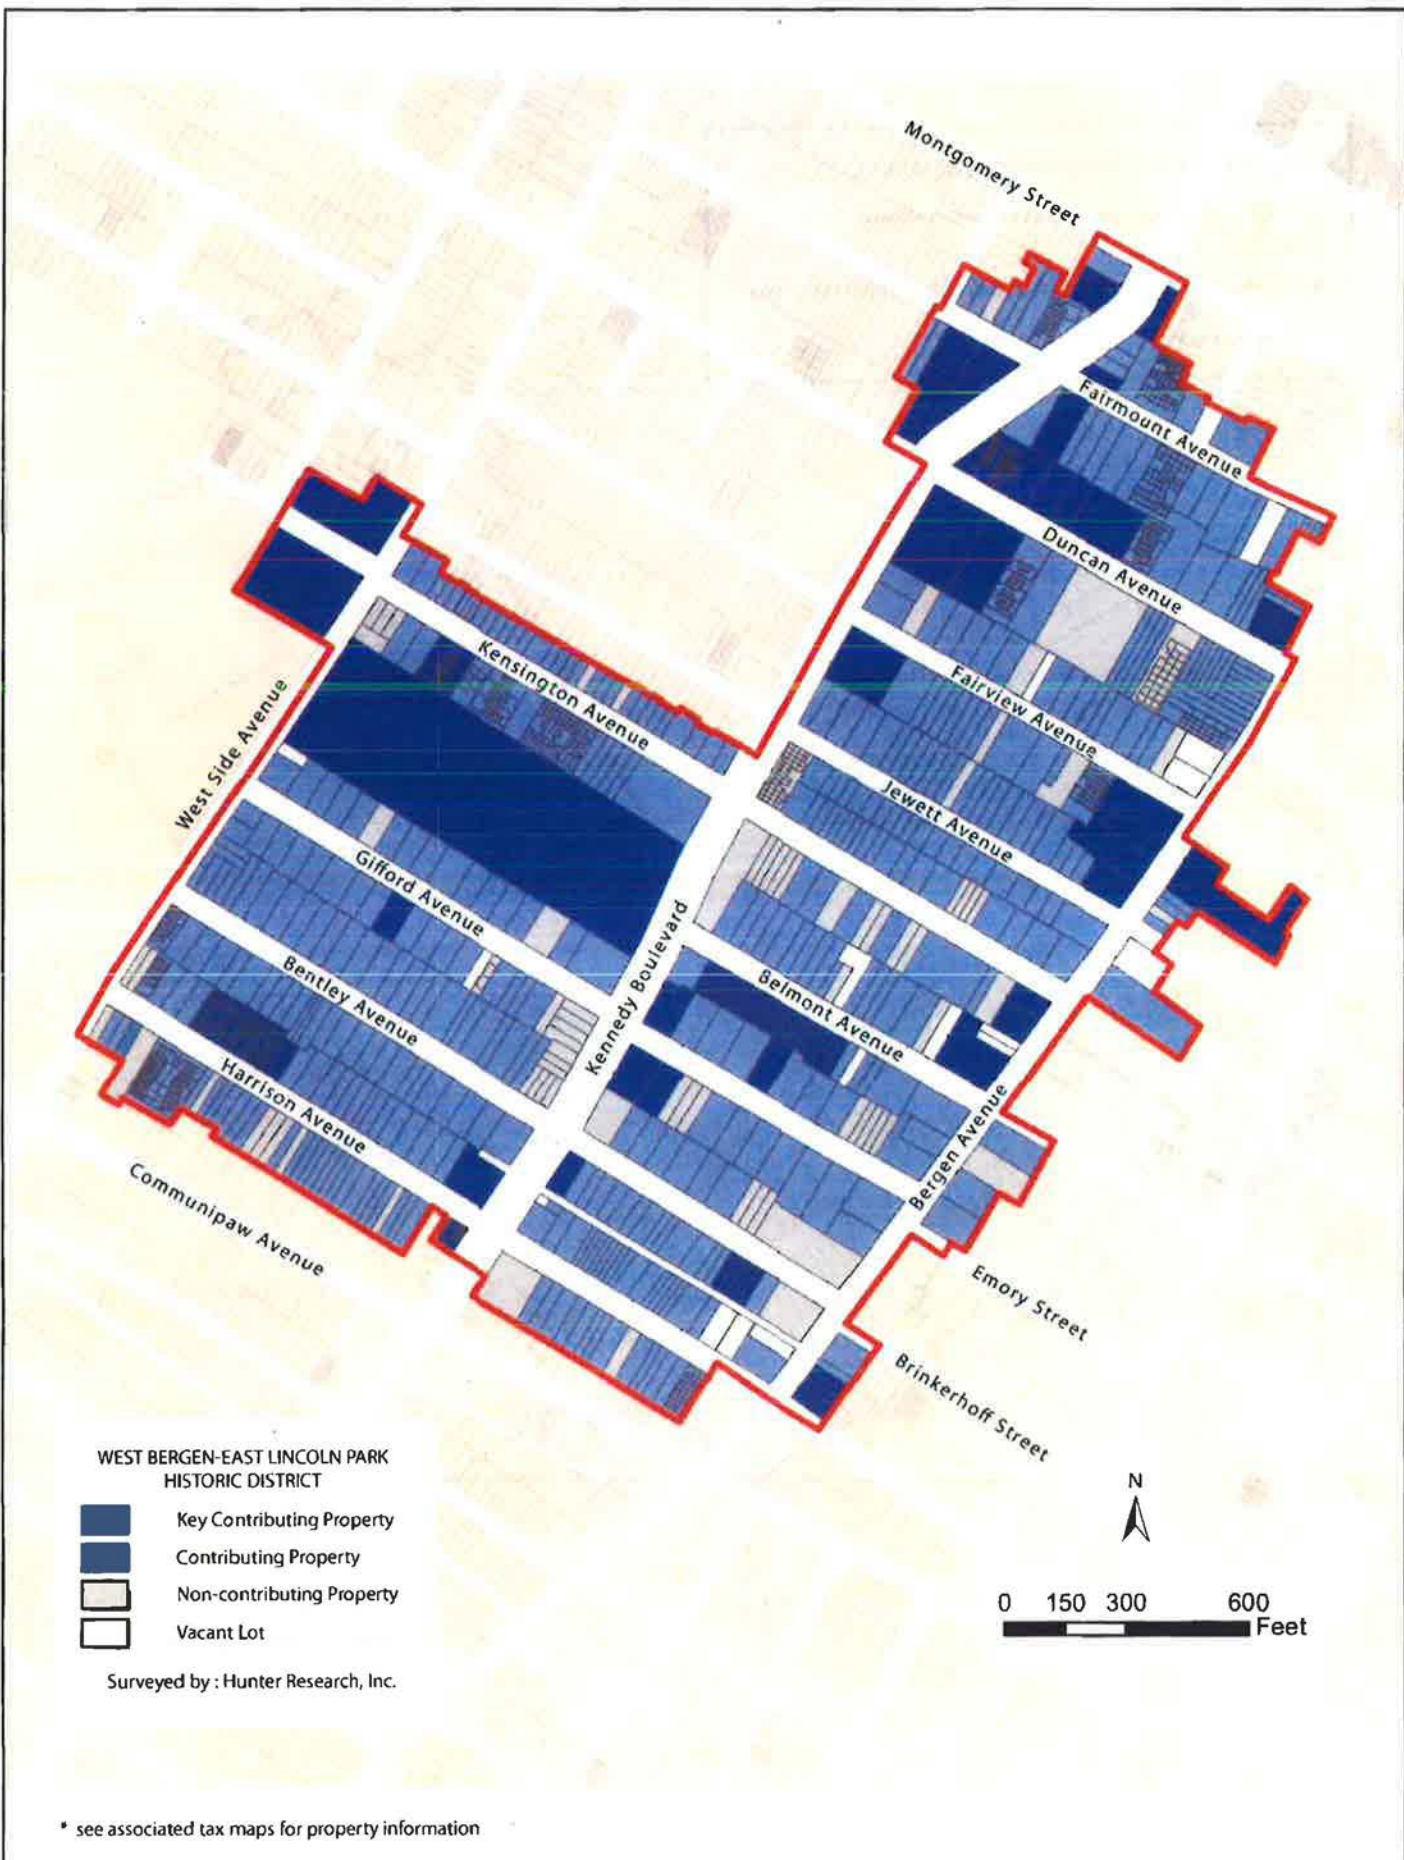 Montgomery Street
Fairmount Avenue
Duncan Avenue
Kensington Avenue
Fairview Avenue
West Side Avenue
Jewett Avenue
Gifford Avenue
Kennedy Boulevard
Belmont Avenue
Bentley Avenue
Harrison Avenue
Bergen Avenue
Communipaw Avenue
Emory Street
Brinkerhoff Street
WEST BERGEN-EAST LINCOLN PARK
HISTORIC DISTRICT
Key Contributing Property
Contributing Property
Non-contributing Property
Vacant Lot
Surveyed by : Hunter Research, Inc.
N
0 150 300 600
Feet
* see associated tax maps for property information